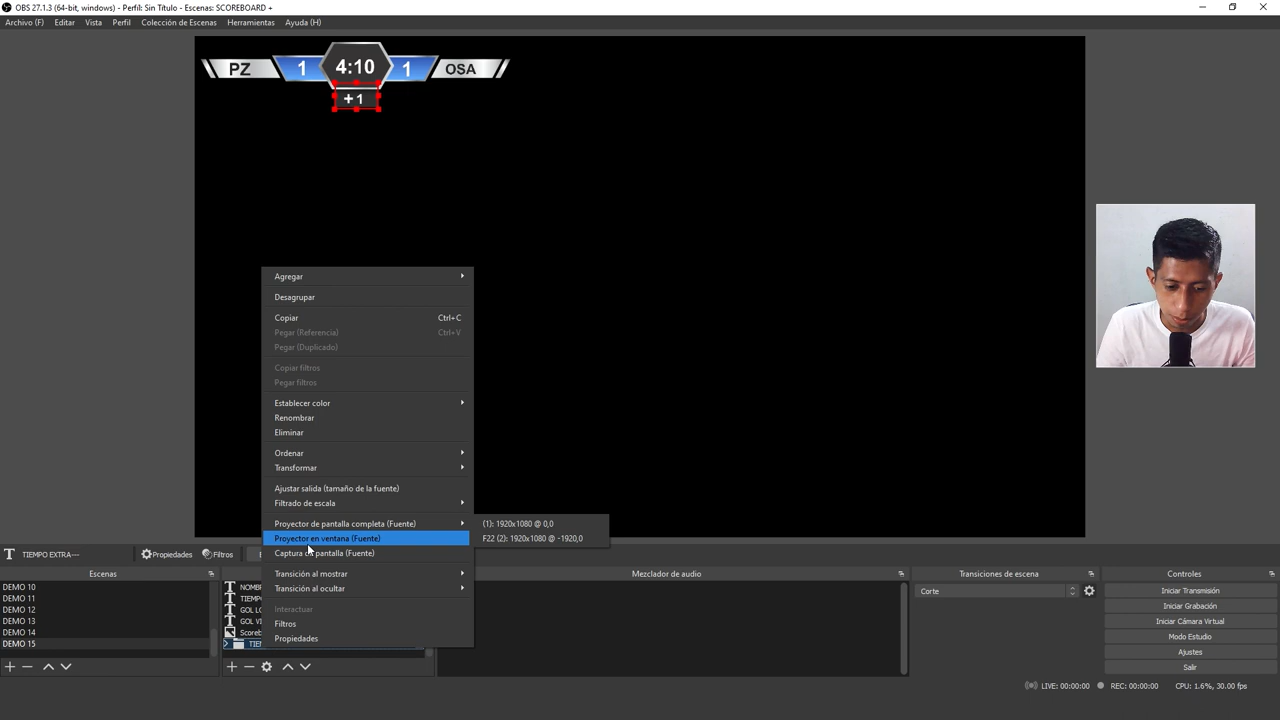 OBS 27.1.3 (64-bit, windows) - Perfil: Sin Título - Escenas: SCOREBOARD +
Archivo (F) Editar Vista Perfil Colección de Escenas Herramientas Ayuda (H)
PZ 1 4:10 1 OSA
+1
Agregar
Desagrupar
Copiar Ctrl+C
Pegar (Referencia) Ctrl+V
Pegar (Duplicado)
Copiar filtros
Pegar filtros
Establecer color
Renombrar
Eliminar
Ordenar
Transformar
Ajustar salida (tamaño de la fuente)
Filtrado de escala
Proyector de pantalla completa (Fuente)
(1): 1920x1080 @ 0,0
Proyector en ventana (Fuente)
F22 (2): 1920x1080 @ -1920,0
Captura de pantalla (Fuente)
Transición al mostrar
Transición al ocultar
Interactuar
Filtros
Propiedades
TIEMPO EXTRA--- Propiedades Filtros
Escenas
DEMO 10
DEMO 11
DEMO 12
DEMO 13
DEMO 14
DEMO 15
Mezclador de audio
Transiciones de escena
Corte
Controles
Iniciar Transmisión
Iniciar Grabación
Iniciar Cámara Virtual
Modo Estudio
Ajustes
Salir
LIVE: 00:00:00 REC: 00:00:00 CPU: 1.6%, 30.00 fps